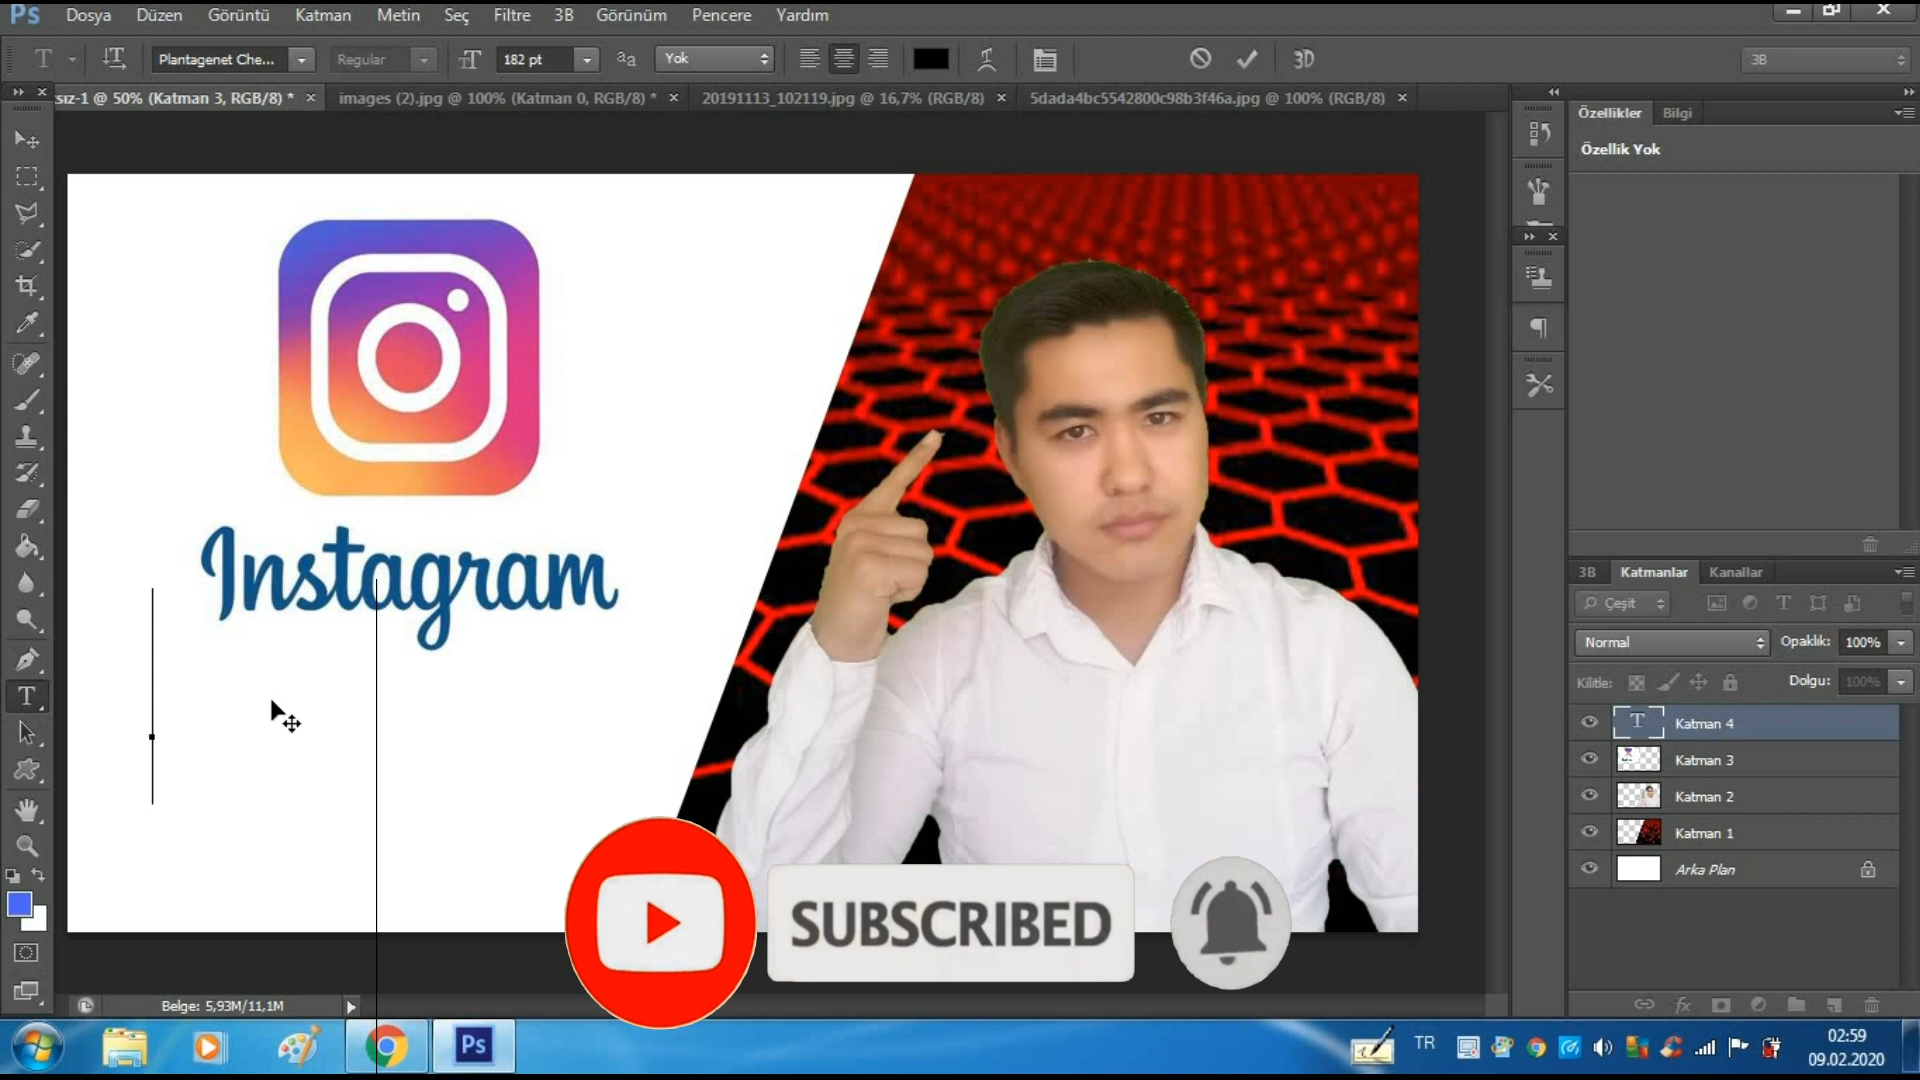 Ps Dosya Düzen Görüntü Katman Metin Seç Filtre 3B Görünüm Pencere Yardım
T Plantagenet Che... Regular 182 pt aa Yok 3D 3B
sız-1 @ 50% (Katman 3, RGB/8) * × images (2).jpg @ 100% (Katman 0, RGB/8) * × 20191113_102119.jpg @ 16,7% (RGB/8) × 5dada4bc5542800c98b3f46a.jpg @ 100% (RGB/8) ×
Özellikler Bilgi
Özellik Yok
Instagram
3B Katmanlar Kanallar
Çeşit
Normal Opaklık: 100%
Kilitle: Dolgu: 100%
T Katman 4
Katman 3
Katman 2
Katman 1
Arka Plan
SUBSCRIBED
Belge: 5,93M/11,1M
Ps
TR
02:59
09.02.2020